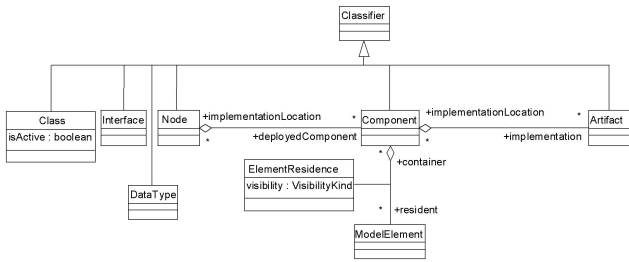 Classifier
Class
isActive : boolean
Interface
Node
+implementationLocation
*
Component
+implementationLocation
*
Artifact
*
+deployedComponent
*
+implementation
*
+container
ElementResidence
visibility : VisibilityKind
DataType
*
+resident
ModelElement